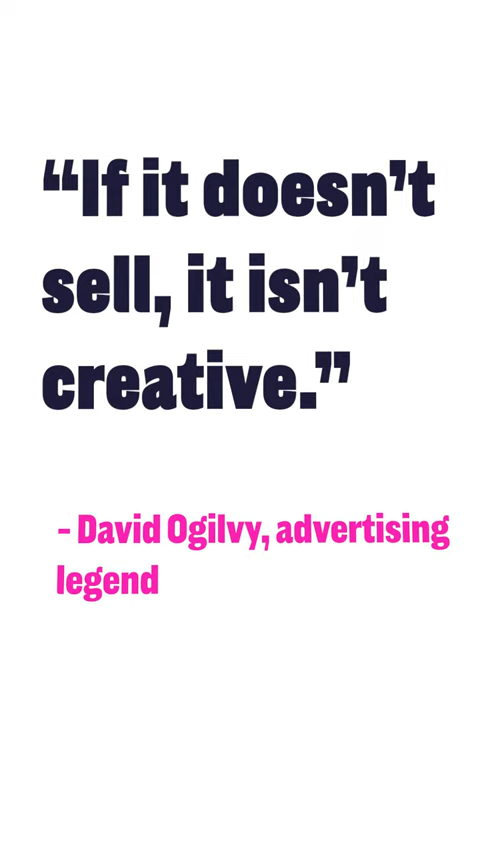 “If it doesn’t
sell, it isn’t
creative.”
- David Ogilvy, advertising
legend